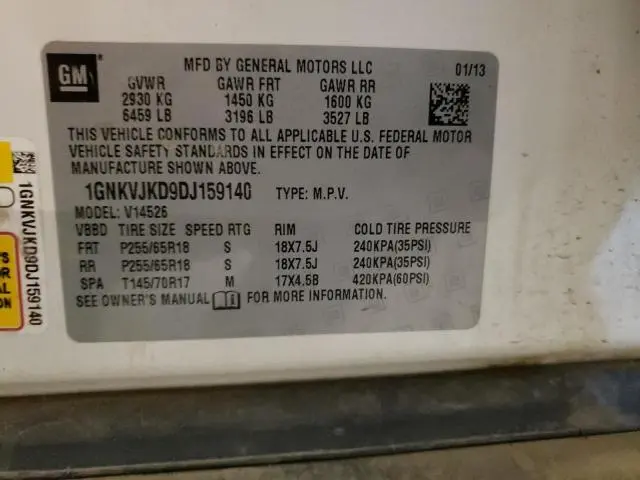 GM
MFD BY GENERAL MOTORS LLC 01/13
GVWR GAWR FRT GAWR RR
2930 KG 1450 KG 1600 KG
6459 LB 3196 LB 3527 LB
THIS VEHICLE CONFORMS TO ALL APPLICABLE U.S. FEDERAL MOTOR
VEHICLE SAFETY STANDARDS IN EFFECT ON THE DATE OF
MANUFACTURE SHOWN ABOVE.
1GNKVJKD9DJ159140 TYPE: M.P.V.
MODEL: V14526
VBBD TIRE SIZE SPEED RTG RIM COLD TIRE PRESSURE
FRT P255/65R18 S 18X7.5J 240KPA(35PSI)
RR P255/65R18 S 18X7.5J 240KPA(35PSI)
SPA T145/70R17 M 17X4.5B 420KPA(60PSI)
SEE OWNER'S MANUAL FOR MORE INFORMATION.
1GNKVJKD9DJ159140